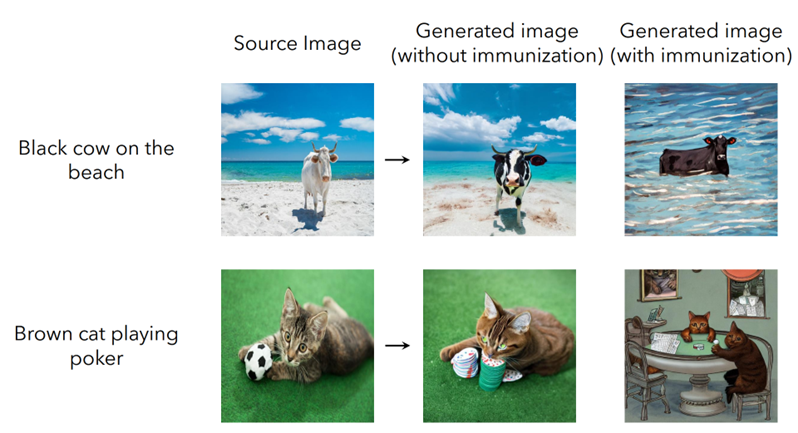 Source Image
Generated image
(without immunization)
Generated image
(with immunization)
Black cow on the
beach
Brown cat playing
poker